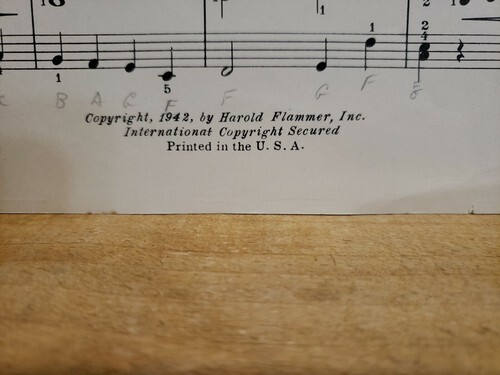 1
1 2 2 1
1 2
4
1 5
B A G F F G F
Copyright, 1942, by Harold Flammer, Inc.
International Copyright Secured
Printed in the U. S. A.